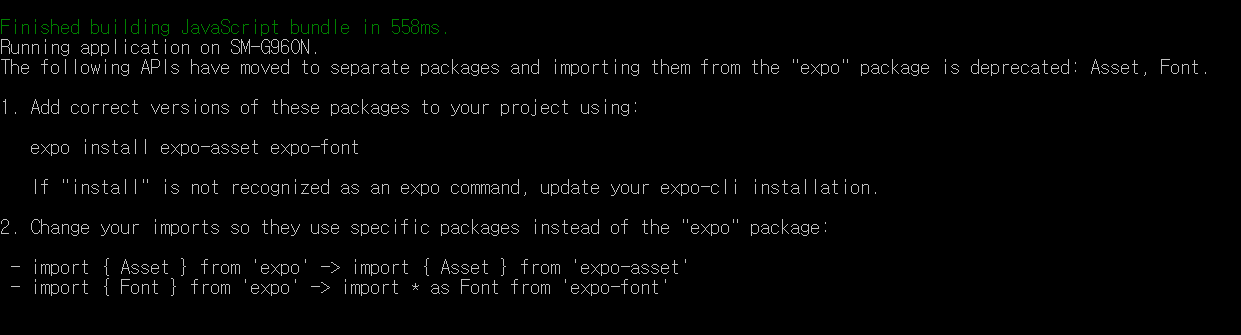 Finished building JavaScript bundle in 558ms.
Running application on SM-G960N.
The following APIs have moved to separate packages and importing them from the "expo" package is deprecated: Asset, Font.
1. Add correct versions of these packages to your project using:
expo install expo-asset expo-font
If "install" is not recognized as an expo command, update your expo-cli installation.
2. Change your imports so they use specific packages instead of the "expo" package:
- import { Asset } from 'expo' -> import { Asset } from 'expo-asset'
- import { Font } from 'expo' -> import * as Font from 'expo-font'